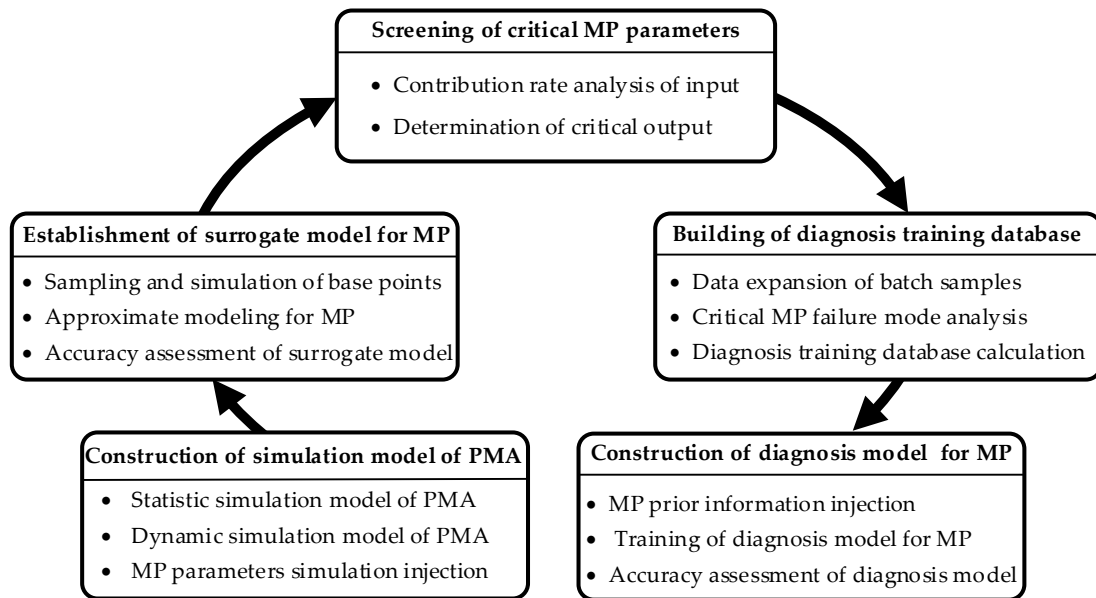 Screening of critical MP parameters
• Contribution rate analysis of input
• Determination of critical output
Establishment of surrogate model for MP
• Sampling and simulation of base points
• Approximate modeling for MP
• Accuracy assessment of surrogate model
Building of diagnosis training database
• Data expansion of batch samples
• Critical MP failure mode analysis
• Diagnosis training database calculation
Construction of simulation model of PMA
• Statistic simulation model of PMA
• Dynamic simulation model of PMA
• MP parameters simulation injection
Construction of diagnosis model for MP
• MP prior information injection
• Training of diagnosis model for MP
• Accuracy assessment of diagnosis model